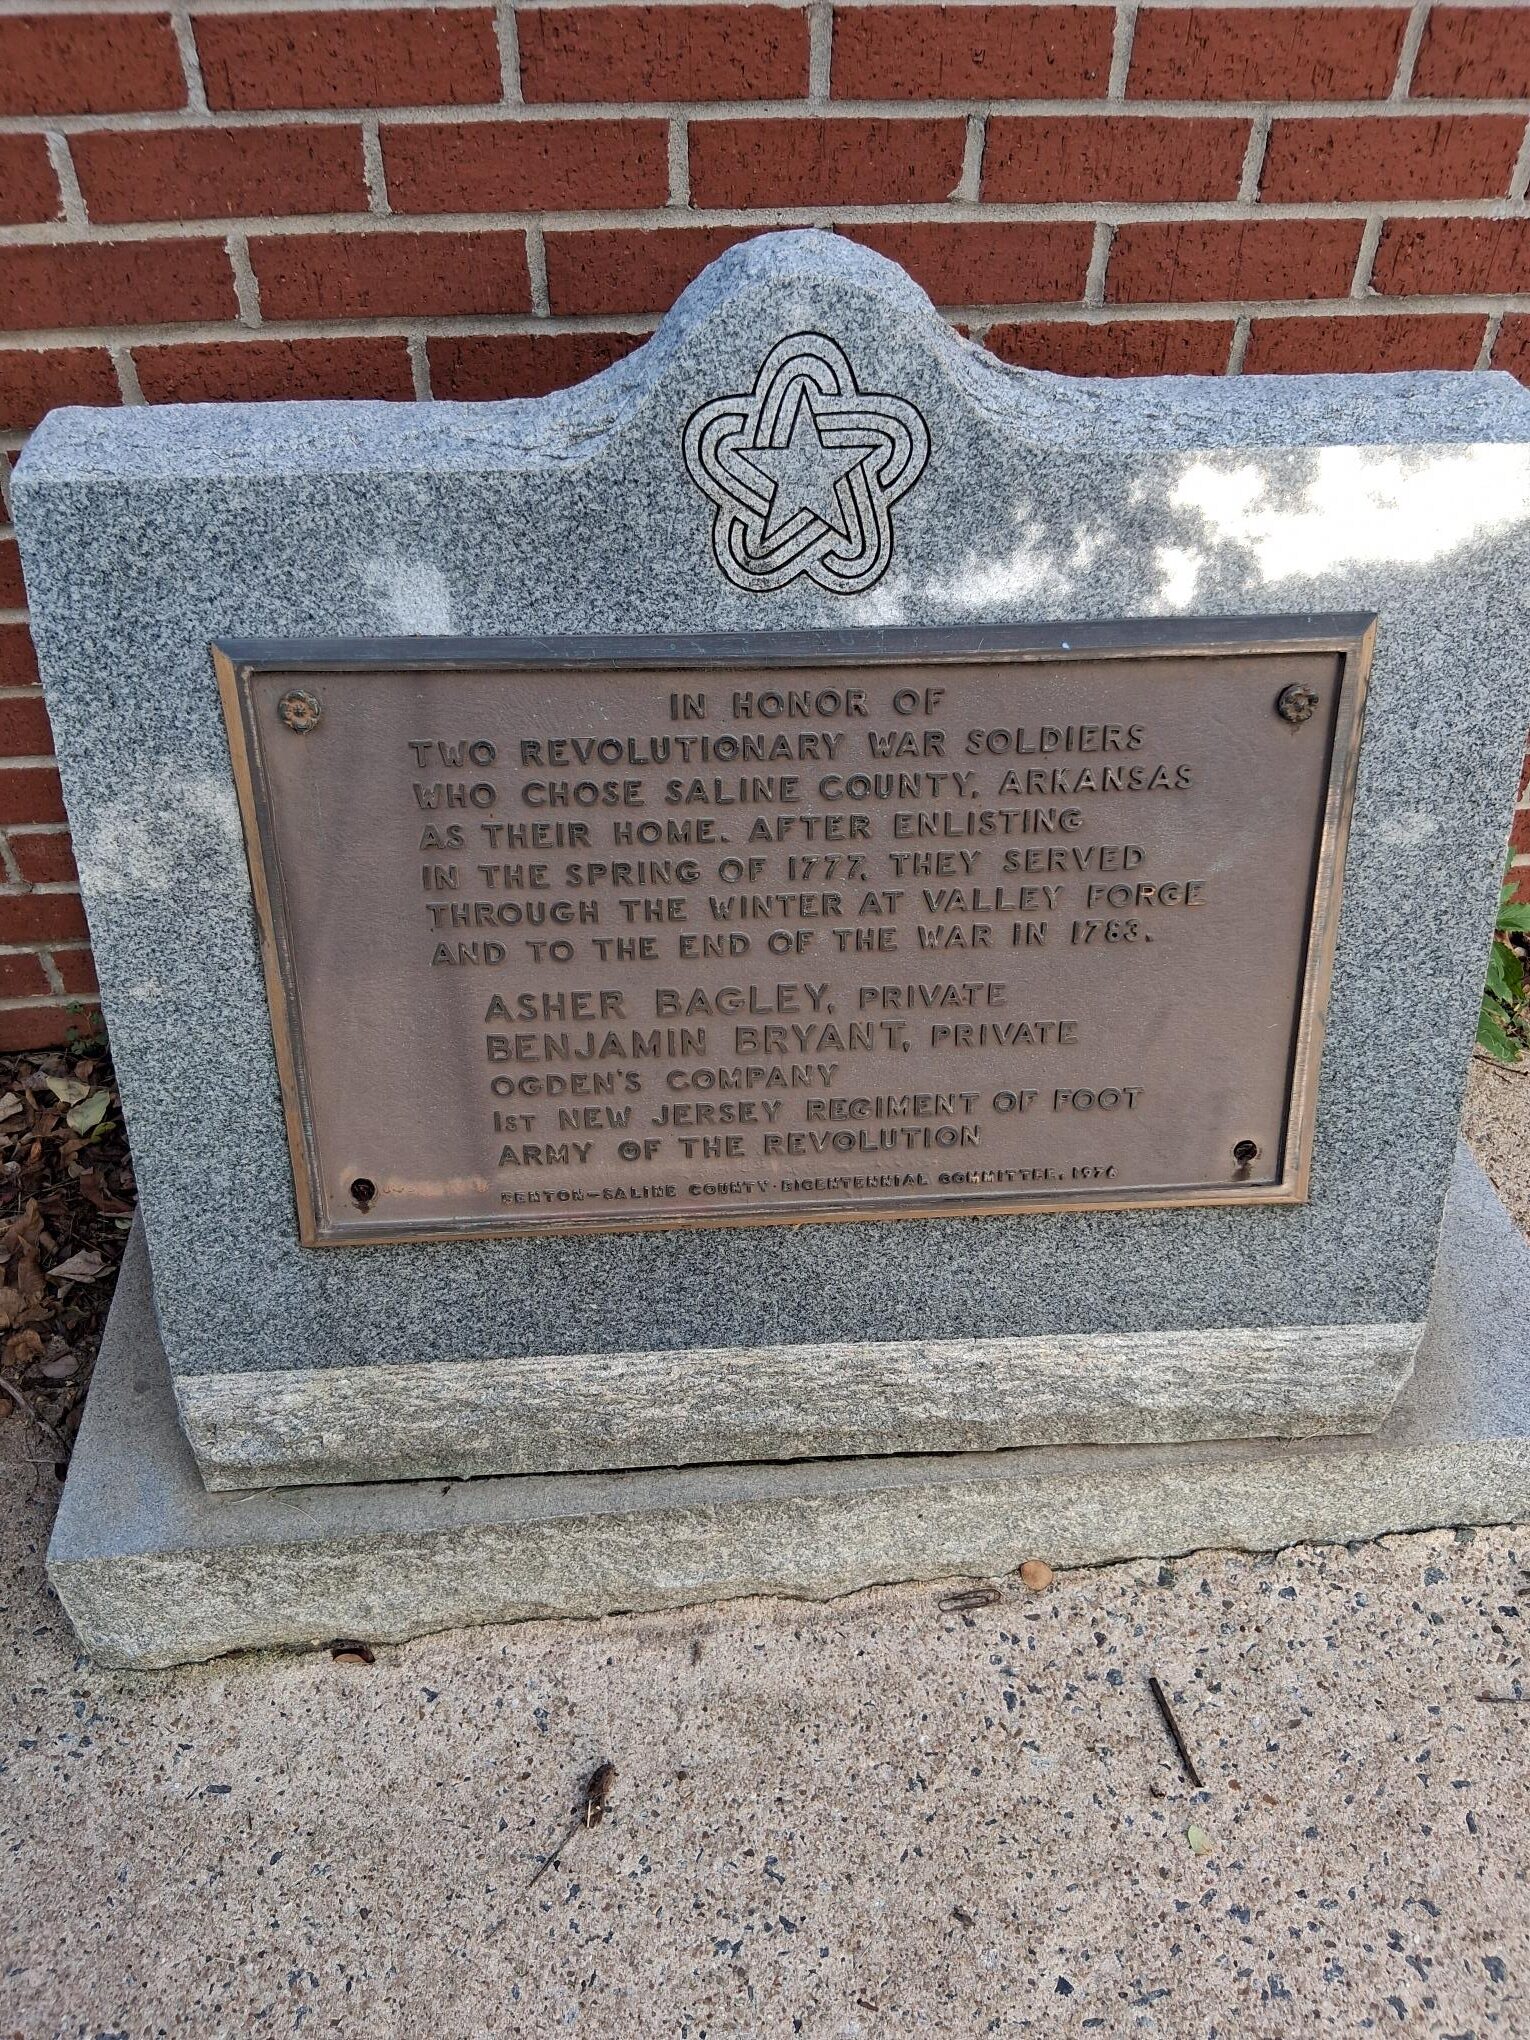 IN HONOR OF
TWO REVOLUTIONARY WAR SOLDIERS
WHO CHOSE SALINE COUNTY, ARKANSAS
AS THEIR HOME. AFTER ENLISTING
IN THE SPRING OF 1777, THEY SERVED
THROUGH THE WINTER AT VALLEY FORGE
AND TO THE END OF THE WAR IN 1783.
ASHER BAGLEY, PRIVATE
BENJAMIN BRYANT, PRIVATE
OGDEN'S COMPANY
1ST NEW JERSEY REGIMENT OF FOOT
ARMY OF THE REVOLUTION
BENTON-SALINE COUNTY BICENTENNIAL COMMITTEE, 1976